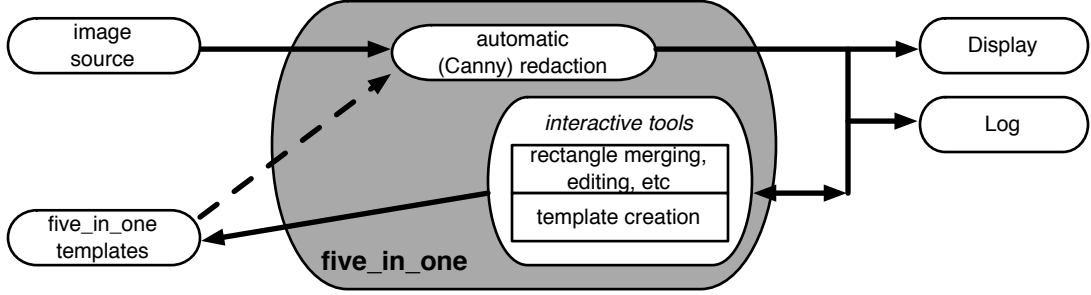 image
source
automatic
(Canny) redaction
Display
Log
interactive tools
rectangle merging,
editing, etc
template creation
five_in_one
templates
five_in_one